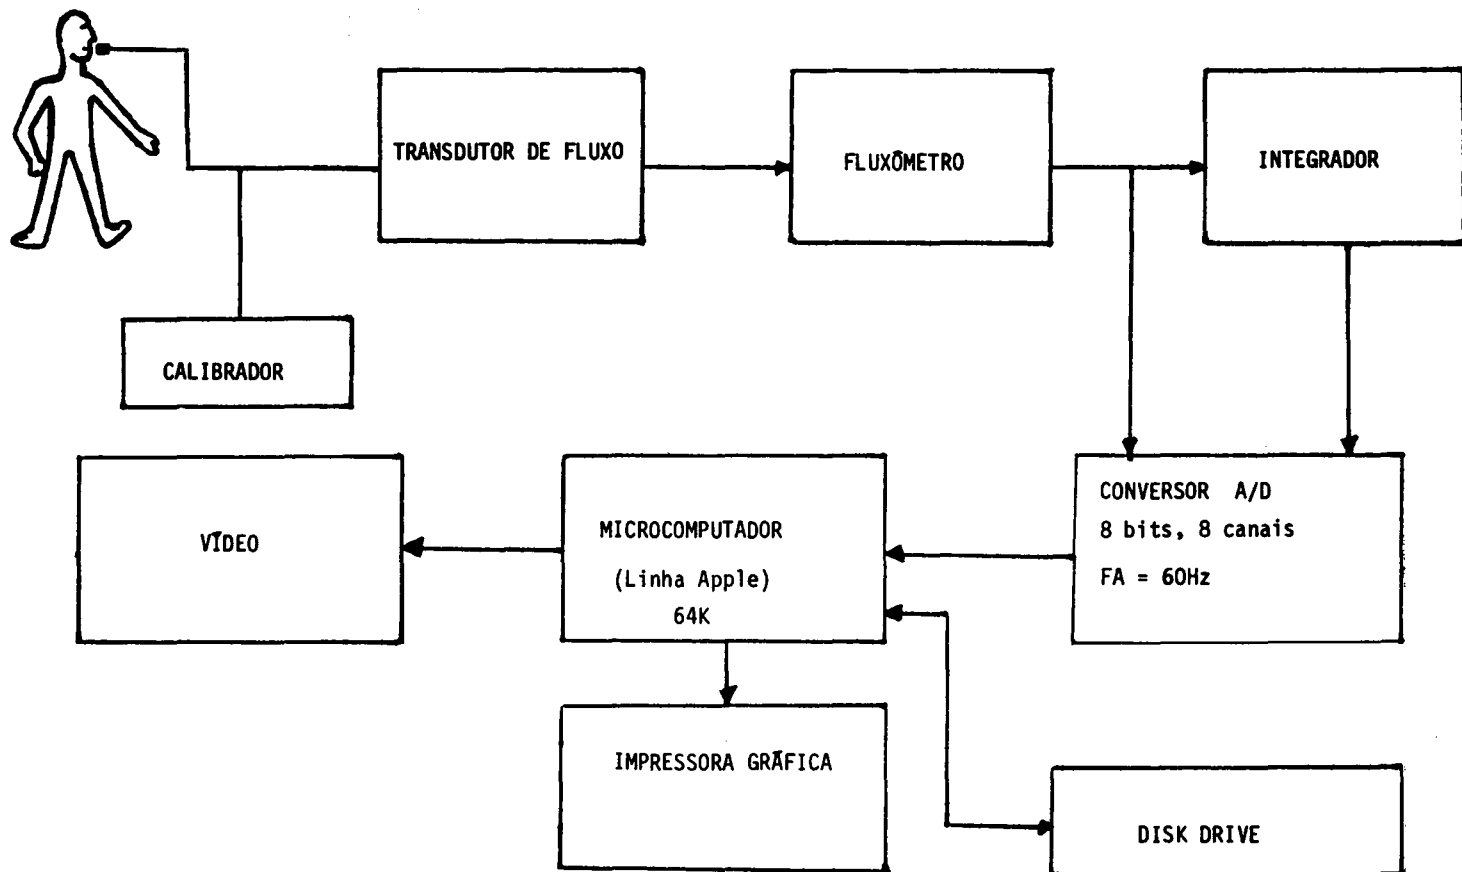 TRANSDUTOR DE FLUXO
FLUXÔMETRO
INTEGRADOR
CALIBRADOR
VÍDEO
MICROCOMPUTADOR
(Linha Apple)
64K
CONVERSOR A/D
8 bits, 8 canais
FA = 60Hz
IMPRESSORA GRÁFICA
DISK DRIVE